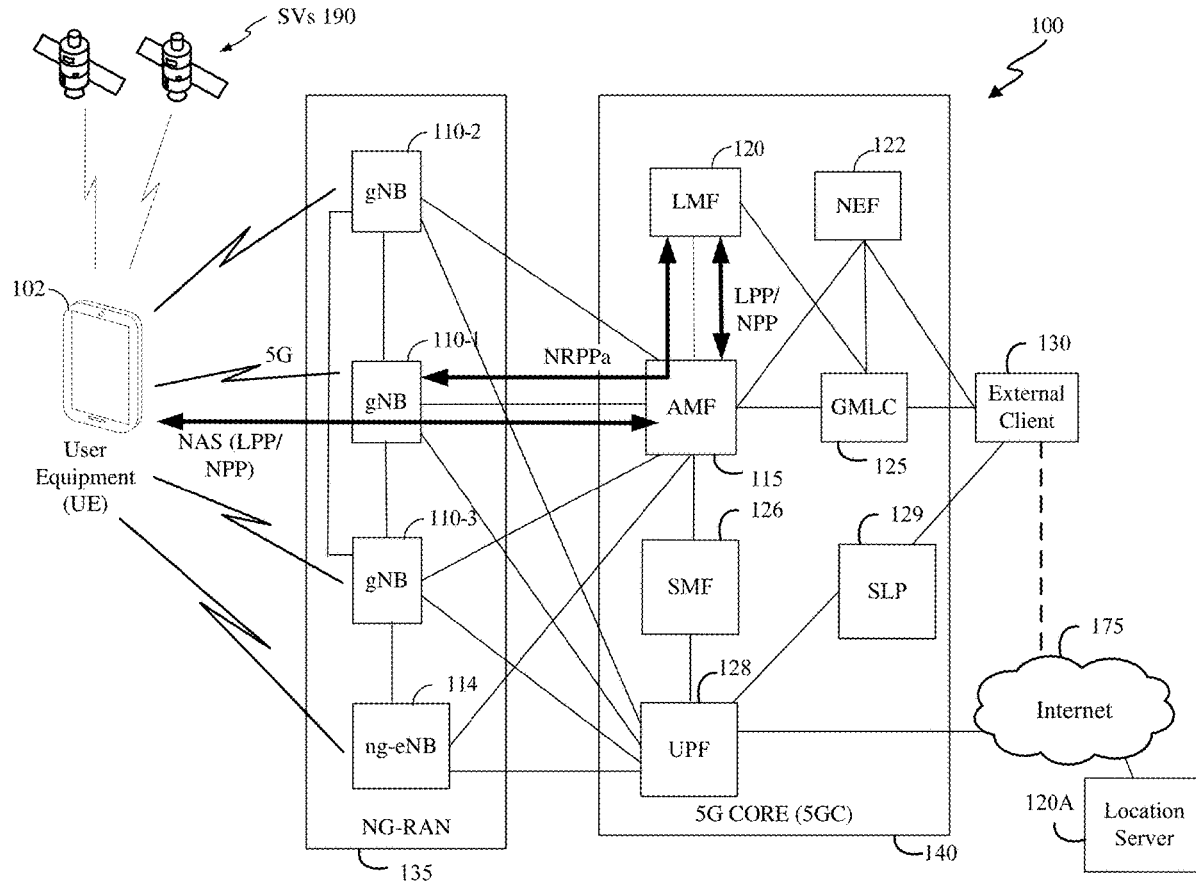 SVs 190
100
110-2
gNB
120
LMF
122
NEF
102
LPP/
NPP
5G
110-1
gNB
NRPPa
AMF
115
GMLC
125
130
External
Client
NAS (LPP/
NPP)
User
Equipment
(UE)
110-3
gNB
126
SMF
129
SLP
175
Internet
114
ng-eNB
128
UPF
120A
Location
Server
NG-RAN
135
5G CORE (5GC)
140